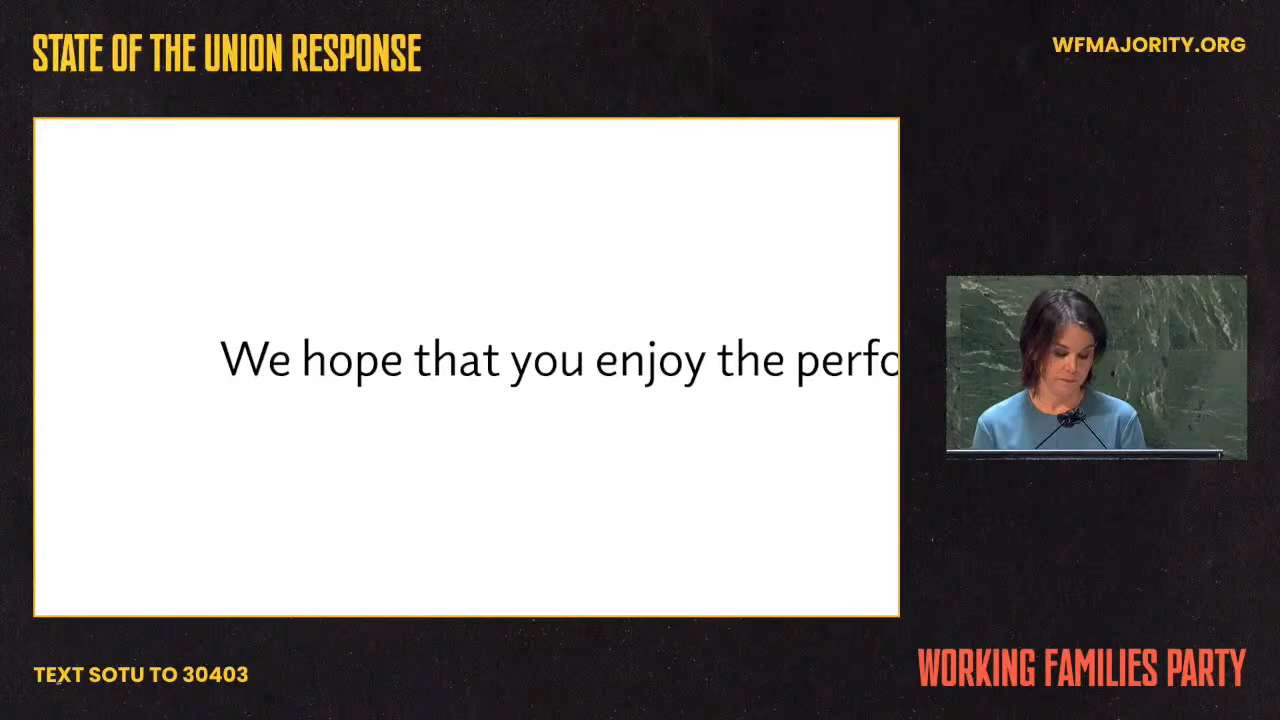 STATE OF THE UNION RESPONSE
WFMAJORITY.ORG
We hope that you enjoy the perfo
TEXT SOTU TO 30403
WORKING FAMILIES PARTY